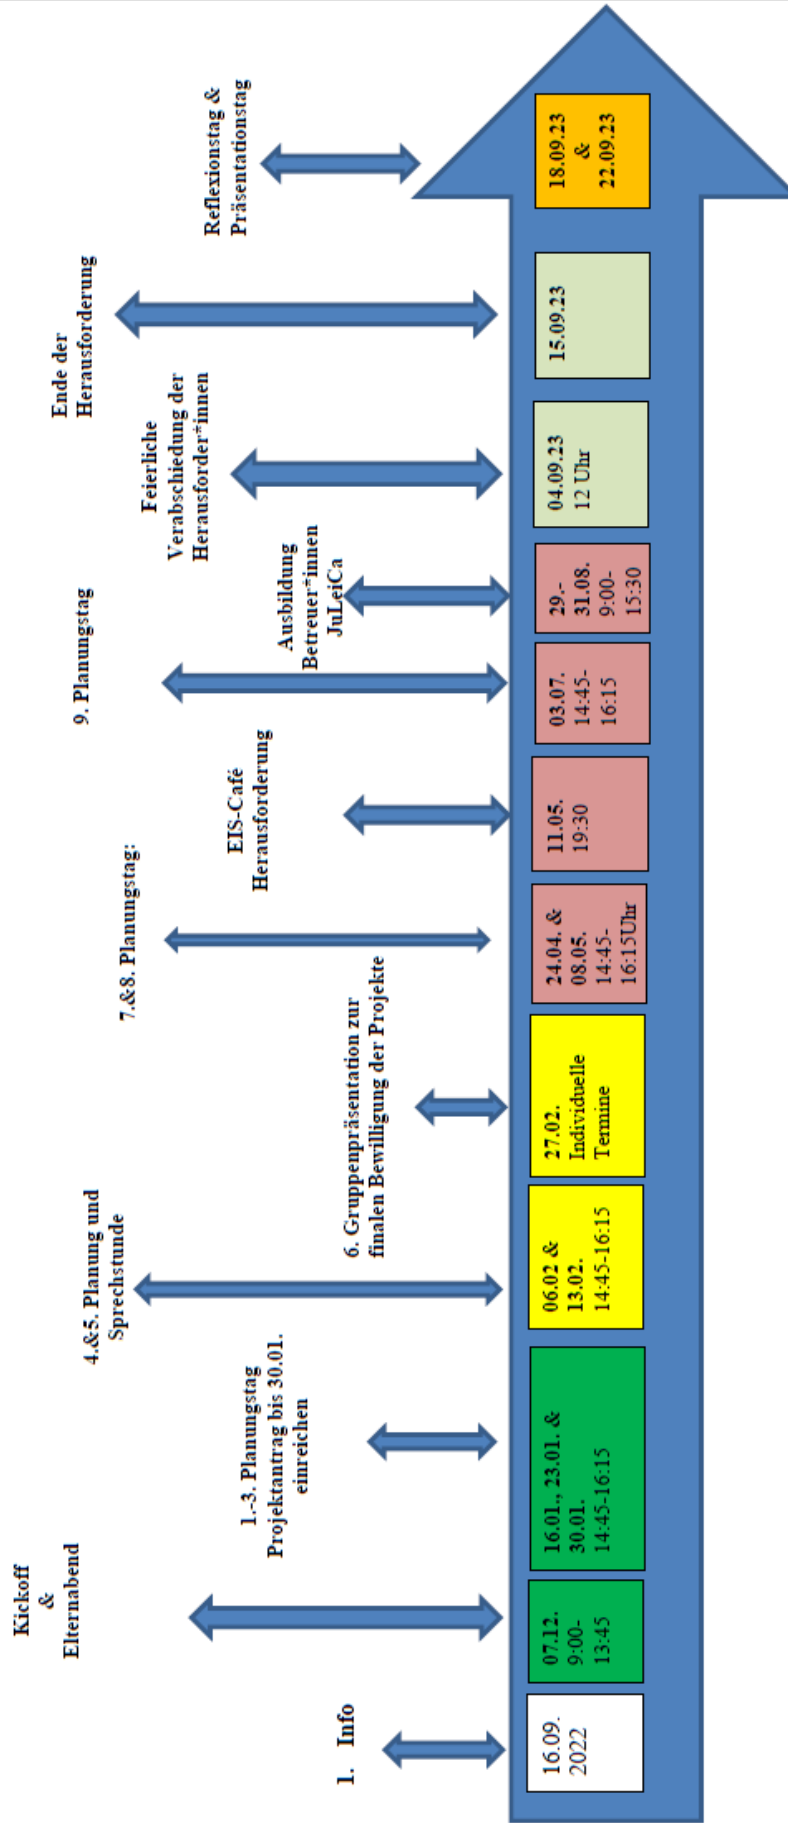 1. Info
16.09.
2022
Kickoff
&
Elternabend
07.12.
9:00-
13:45
1.-3. Planungstag
Projektantrag bis 30.01.
einreichen
16.01., 23.01. &
30.01.
14:45-16:15
4.&5. Planung und
Sprechstunde
06.02 &
13.02.
14:45-16:15
6. Gruppenpräsentation zur
finalen Bewilligung der Projekte
27.02.
Individuelle
Termine
7.&8. Planungstag:
24.04. &
08.05.
14:45-
16:15Uhr
EIS-Café
Herausforderung
11.05.
19:30
9. Planungstag
03.07.
14:45-
16:15
Ausbildung
Betreuer*innen
JuLeiCa
29.-
31.08.
9:00-
15:30
Feierliche
Verabschiedung der
Herausforder*innen
04.09.23
12 Uhr
Ende der
Herausforderung
15.09.23
Reflexionstag &
Präsentationstag
18.09.23
&
22.09.23